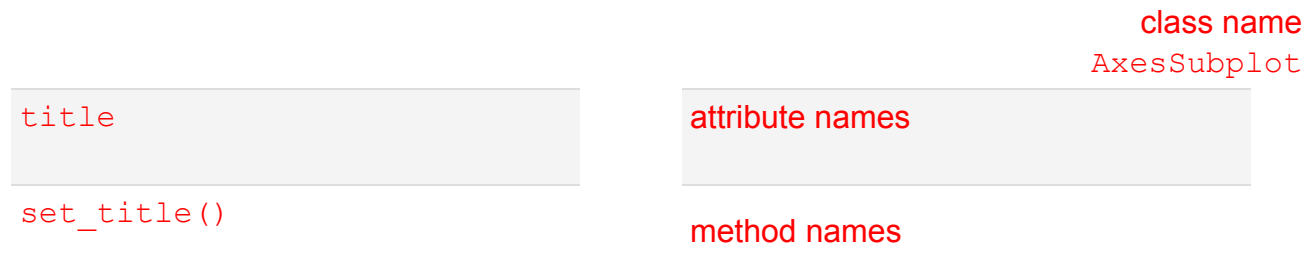 class name
AxesSubplot
title
attribute names
set_title()
method names